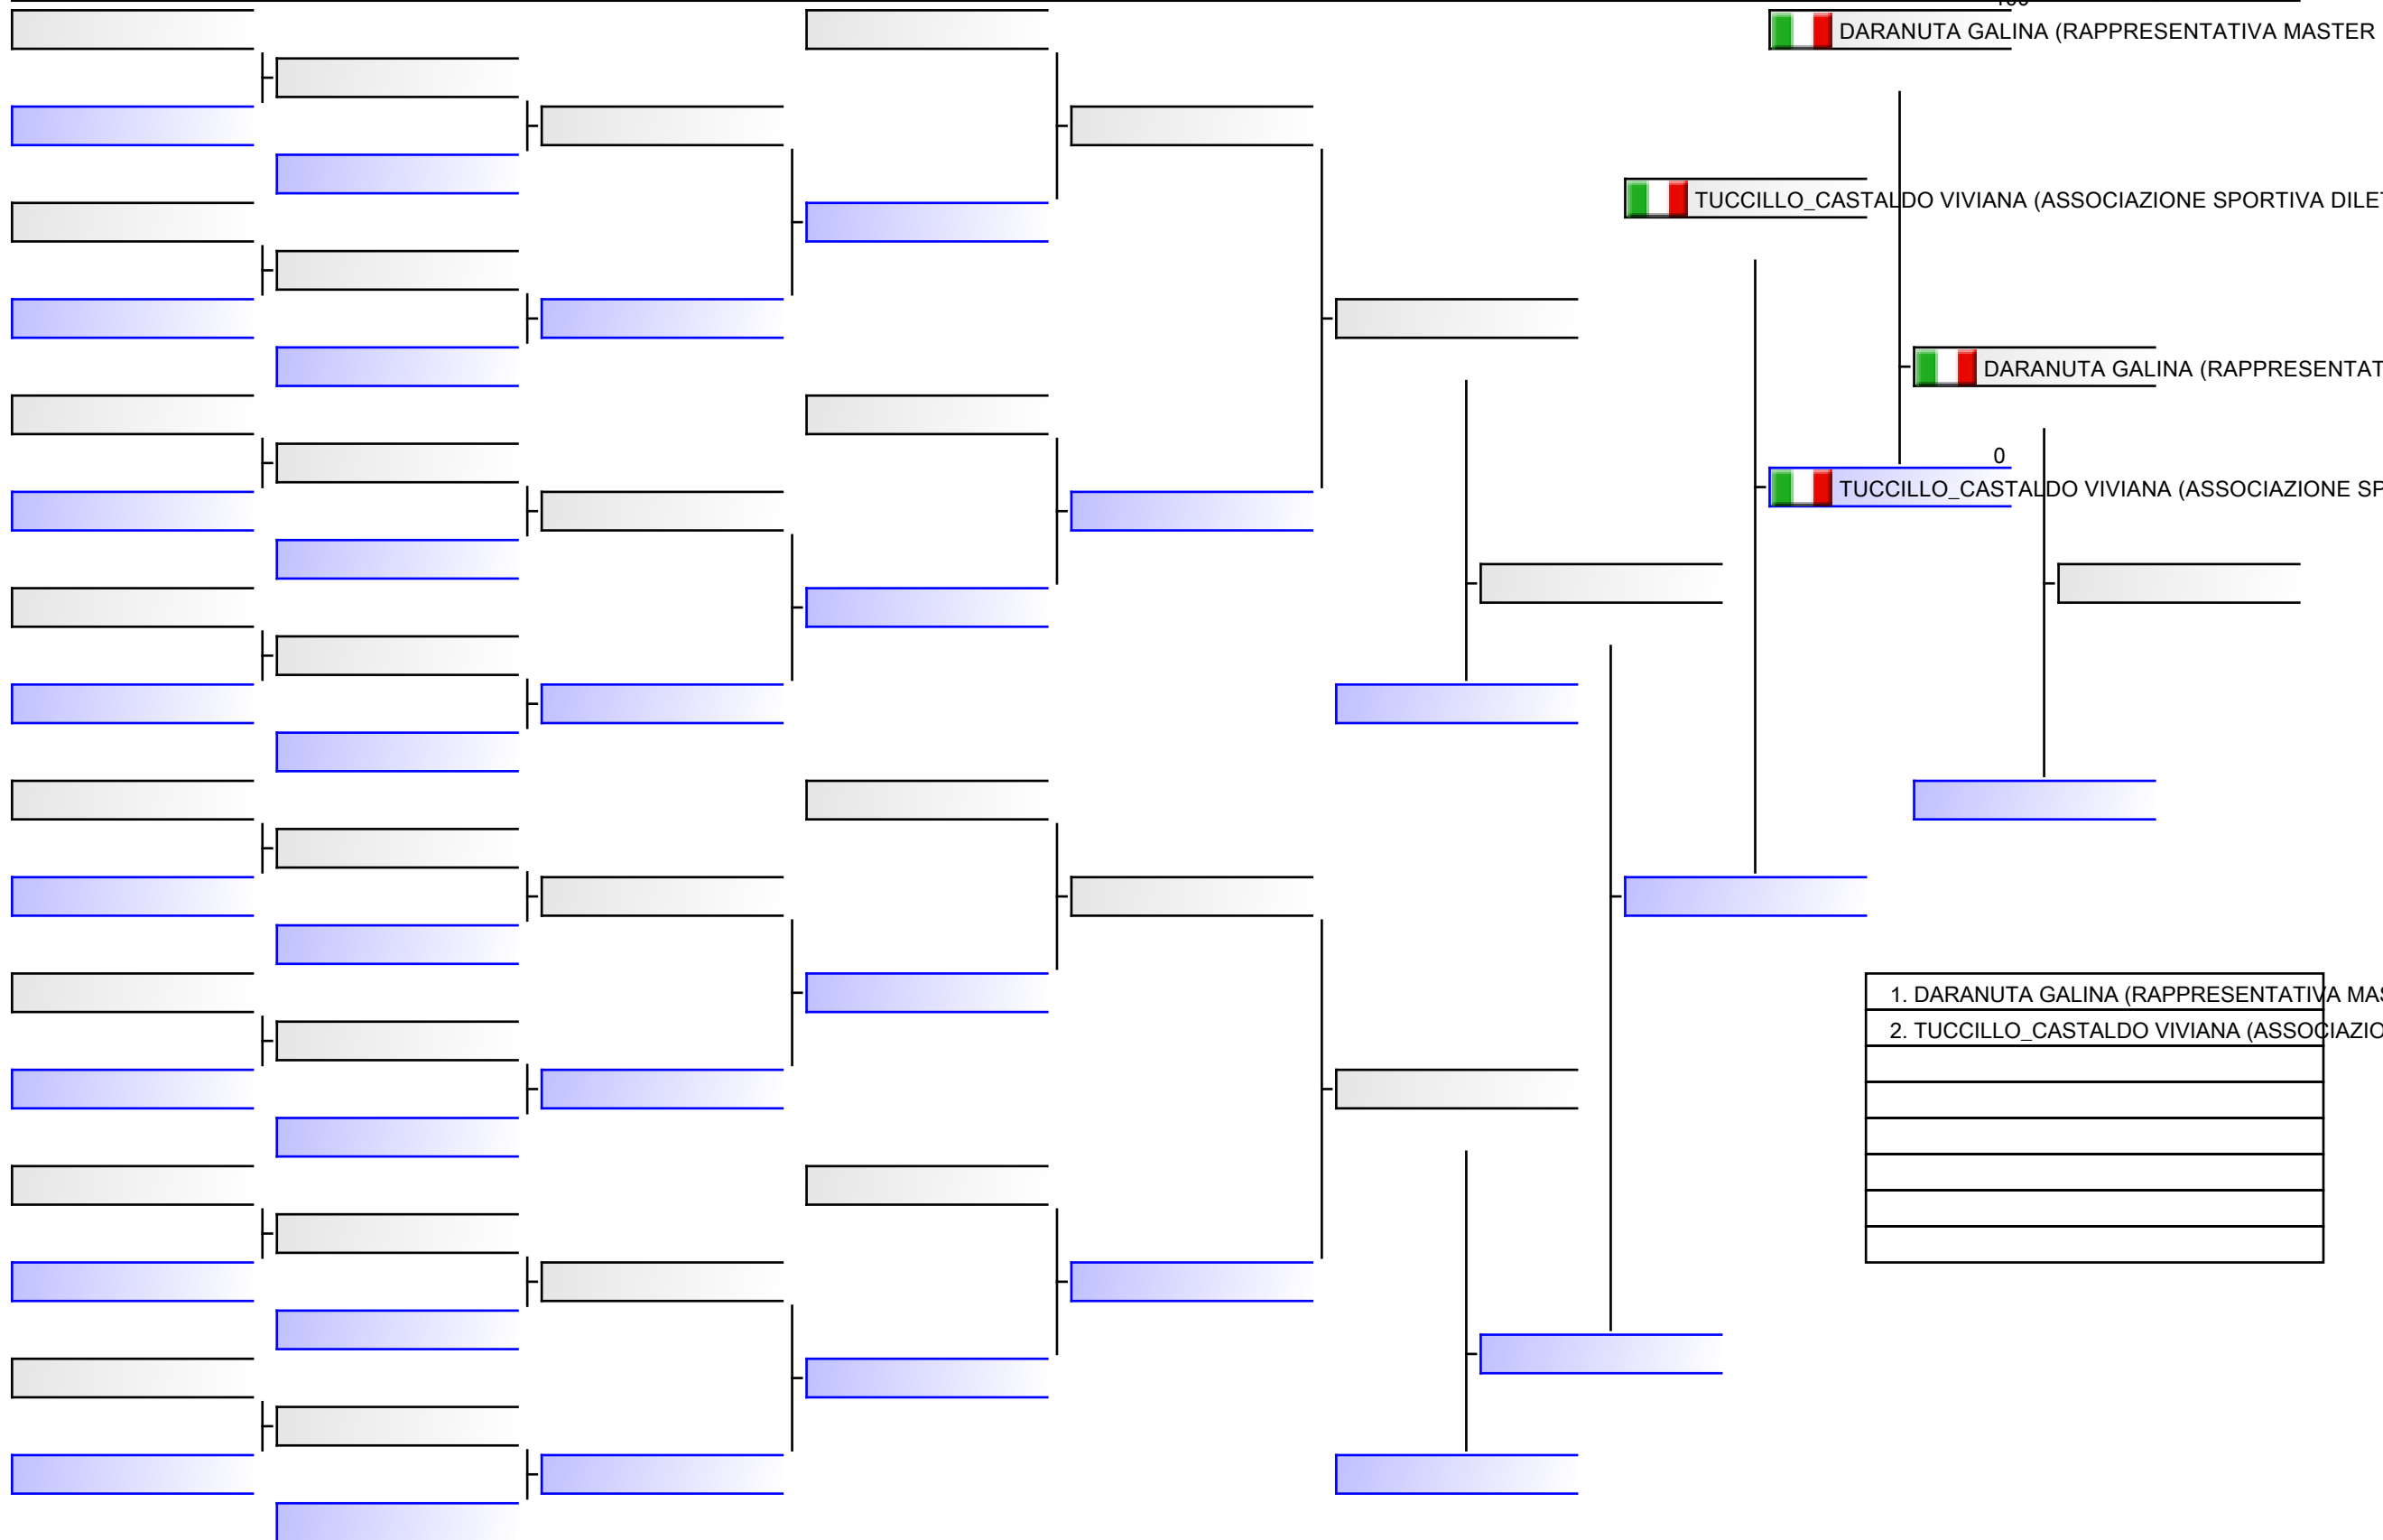 DARANUTA GALINA (RAPPRESENTATIVA MASTER
TUCCILLO_CASTALDO VIVIANA (ASSOCIAZIONE SPORTIVA DILET
DARANUTA GALINA (RAPPRESENTAT
0
TUCCILLO_CASTALDO VIVIANA (ASSOCIAZIONE SP
1. DARANUTA GALINA (RAPPRESENTATIVA MAS
2. TUCCILLO_CASTALDO VIVIANA (ASSOCIAZIO